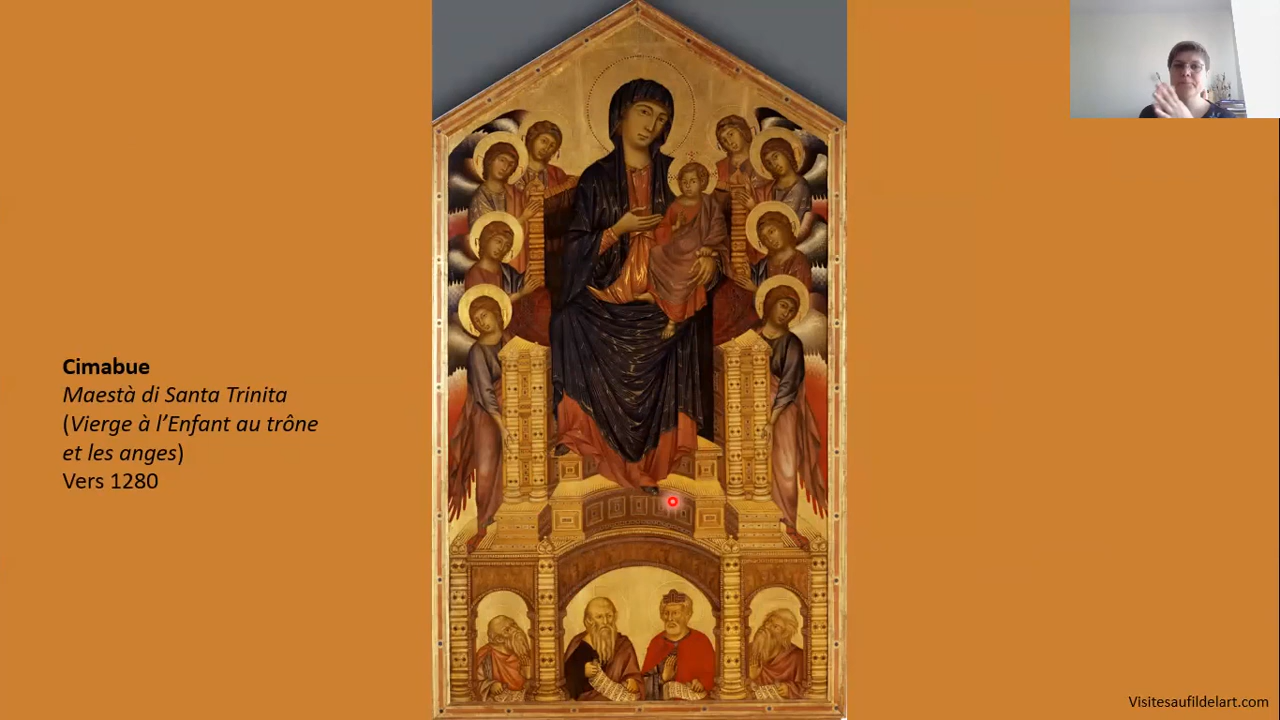 Cimabue
Maestà di Santa Trinita
(Vierge à l’Enfant au trône
et les anges)
Vers 1280
Visitesaufildelart.com